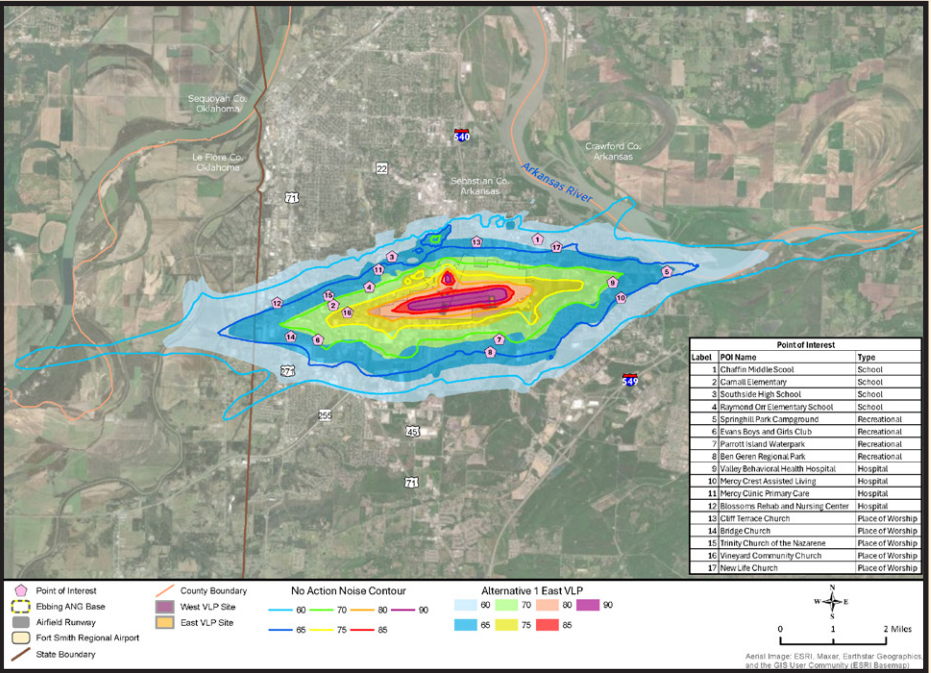 Sequoyah Co.
Oklahoma
540
Crawford Co.
Arkansas
Le Flore Co.
Oklahoma
22
Arkansas River
Sebastian Co.
Arkansas
71
1
13
17
3
11
5
4
9
15
12
2
10
16
14
6
7
8
271
549
255
45
71
Point of Interest
Label POI Name Type
1 Chaffin Middle Scool School
2 Carnall Elementary School
3 Southside High School School
4 Raymond Orr Elementary School School
5 Springhill Park Campground Recreational
6 Evans Boys and Girls Club Recreational
7 Parrott Island Waterpark Recreational
8 Ben Geren Regional Park Recreational
9 Valley Behavioral Health Hospital Hospital
10 Mercy Crest Assisted Living Hospital
11 Mercy Clinic Primary Care Hospital
12 Blossoms Rehab and Nursing Center Hospital
13 Cliff Terrace Church Place of Worship
14 Bridge Church Place of Worship
15 Trinity Church of the Nazarene Place of Worship
16 Vineyard Community Church Place of Worship
17 New Life Church Place of Worship
Point of Interest
Ebbing ANG Base
Airfield Runway
Fort Smith Regional Airport
State Boundary
County Boundary
West VLP Site
East VLP Site
No Action Noise Contour
60 70 80 90
65 75 85
Alternative 1 East VLP
60 70 80 90
65 75 85
N
W E
S
0 1 2 Miles
Aerial Image: ESRI, Maxar, Earthstar Geographics,
and the GIS User Community (ESRI Basemap)